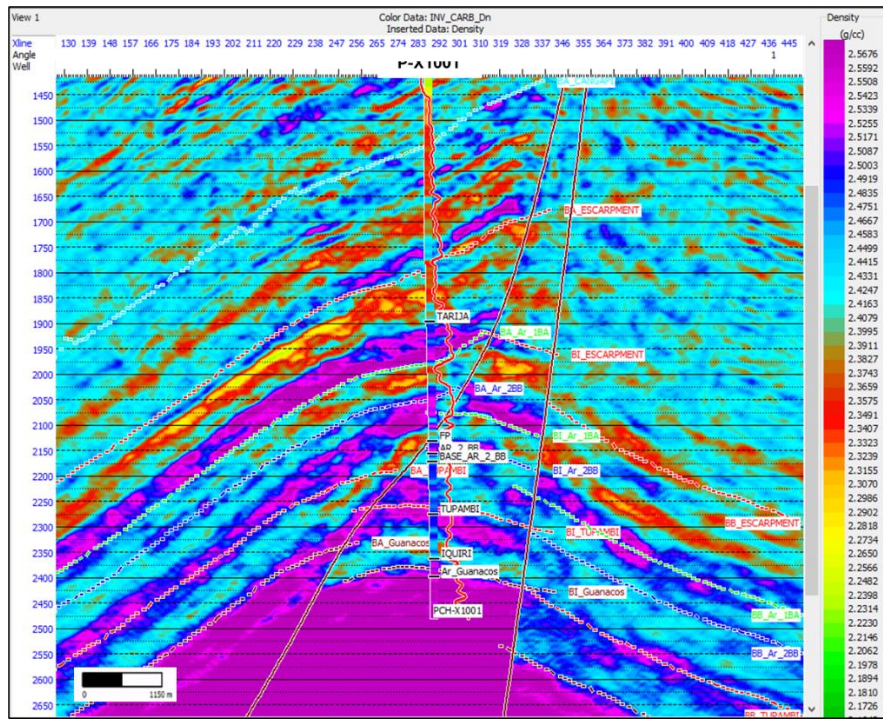 View 1
Color Data: INV_CARB_Dn
Inserted Data: Density
Density
(g/cc)
Xline 130 139 148 157 166 175 184 193 202 211 220 229 238 247 256 265 274 283 292 301 310 319 328 337 346 355 364 373 382 391 400 409 418 427 436 445
Angle 1
Well
P-X1001
1450
1500
1550
1600
1650
1700
1750
1800
1850
1900
1950
2000
2050
2100
2150
2200
2250
2300
2350
2400
2450
2500
2550
2600
2650
BA_ESCARPMENT
TARIJA
BA_Ar_1BA
BI_ESCARPMENT
BA_Ar_2BB
FP
BI_Ar_1BA
AR_2_BB
BASE_AR_2_BB
BI_Ar_2BB
TUPAMBI
BB_ESCARPMENT
BI_TUPAMBI
BA_Guanacos
IQUIRI
Ar_Guanacos
BI_Guanacos
PCH-X1001
BB_Ar_1BA
BB_Ar_2BB
BB_TUPAMBI
0 1150 m
2.5676
2.5592
2.5508
2.5423
2.5339
2.5255
2.5171
2.5087
2.5003
2.4919
2.4835
2.4751
2.4667
2.4583
2.4499
2.4415
2.4331
2.4247
2.4163
2.4079
2.3995
2.3911
2.3827
2.3743
2.3659
2.3575
2.3491
2.3407
2.3323
2.3239
2.3155
2.3070
2.2986
2.2902
2.2818
2.2734
2.2650
2.2566
2.2482
2.2398
2.2314
2.2230
2.2146
2.2062
2.1978
2.1894
2.1810
2.1726